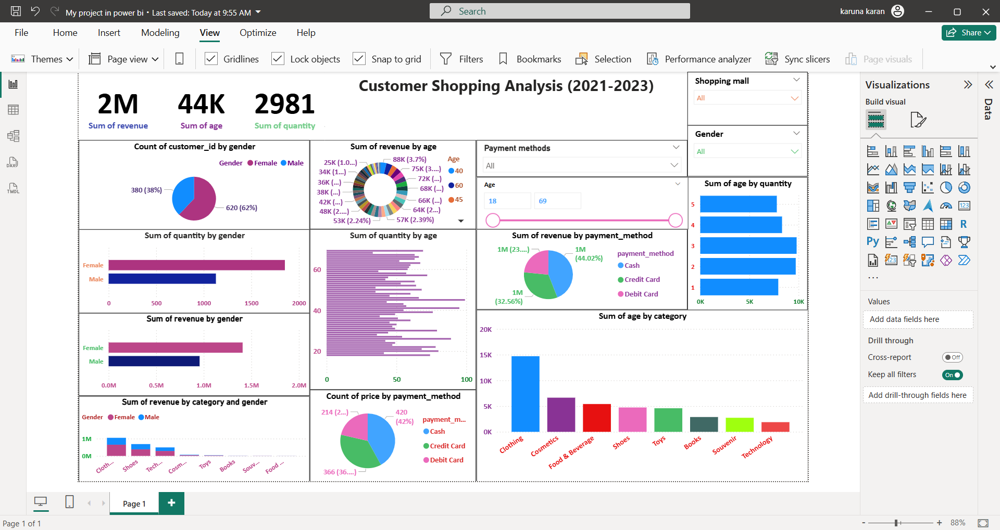 My project in power bi • Last saved: Today at 9:55 AM
Search
karuna karan
File Home Insert Modeling View Optimize Help
Share
Themes Page view Gridlines Lock objects Snap to grid Filters Bookmarks Selection Performance analyzer Sync slicers Page visuals
Customer Shopping Analysis (2021-2023)
2M
Sum of revenue
44K
Sum of age
2981
Sum of quantity
Shopping mall
All
Gender
All
Count of customer_id by gender
Gender Female Male
380 (38%)
620 (62%)
Sum of revenue by age
25K (1.0...)
34K (1...)
36K (...)
38K (...)
42K (...)
48K (2....)
53K (2.24%)
88K (3.7%)
75K (3....)
72K (...)
68K (...)
66K (...)
64K (2...)
57K (2.39%)
Age
40
60
45
Payment methods
All
Age
18 69
Sum of age by quantity
5
4
3
2
1
0K 5K 10K
Sum of quantity by gender
Female
Male
0 500 1000 1500 2000
Sum of quantity by age
60
40
20
0 50 100
Sum of revenue by payment_method
1M (23....)
1M
(44.02%)
1M
(32.56%)
payment_method
Cash
Credit Card
Debit Card
Sum of revenue by gender
Female
Male
0.0M 0.5M 1.0M 1.5M 2.0M
Sum of age by category
20K
15K
10K
5K
0K
Clothing Cosmetics Food & Beverage Shoes Toys Books Souvenir Technology
Sum of revenue by category and gender
Gender Female Male
1M
0M
Cloth... Shoes Tech... Cosm... Toys Books Souv... Food ...
Count of price by payment_method
214 (2...)
420
(42%)
366 (36....)
payment_m...
Cash
Credit Card
Debit Card
Visualizations
Build visual
123
R
Py
123
...
Values
Add data fields here
Drill through
Cross-report Off
Keep all filters On
Add drill-through fields here
Data
DAX
TMDL
Page 1
+
Page 1 of 1
- + 88%